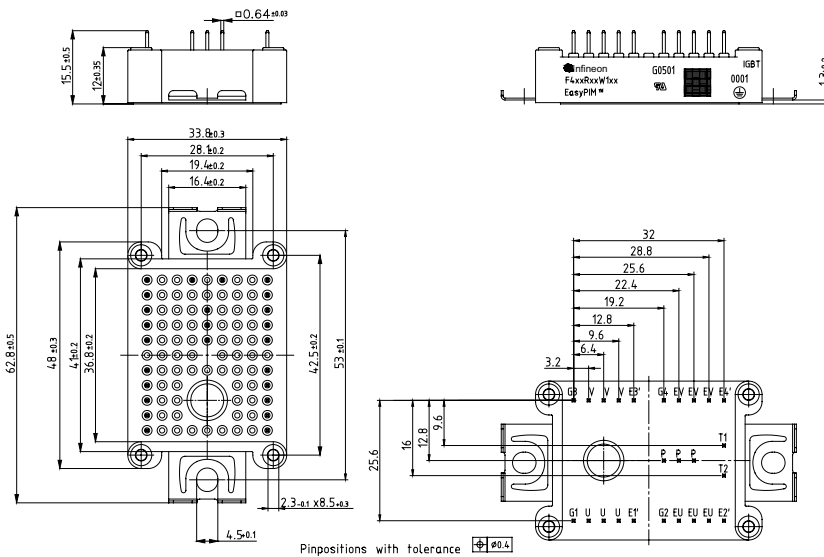 □0.64±0.03
15.5±0.5
12±0.35
infineon
F4xxRxxW1xx
EasyPIM™
G0501
IGBT
0001
33.8±0.3
28.1±0.2
19.4±0.2
16.4±0.2
62.8±0.5
48±0.3
41±0.2
36.8±0.2
42.5±0.2
53±0.1
2.3-0.1 x8.5+0.3
4.5+0.1
32
28.8
25.6
22.4
19.2
12.8
9.6
6.4
3.2
G3 V V V E3' G4 EV EV EV E4'
25.6
16
12.8
9.6
T1
P P P
T2
G1 U U U E1' G2 EU EU EU E2'
Pinpositions with tolerance ⌖ ø0.4